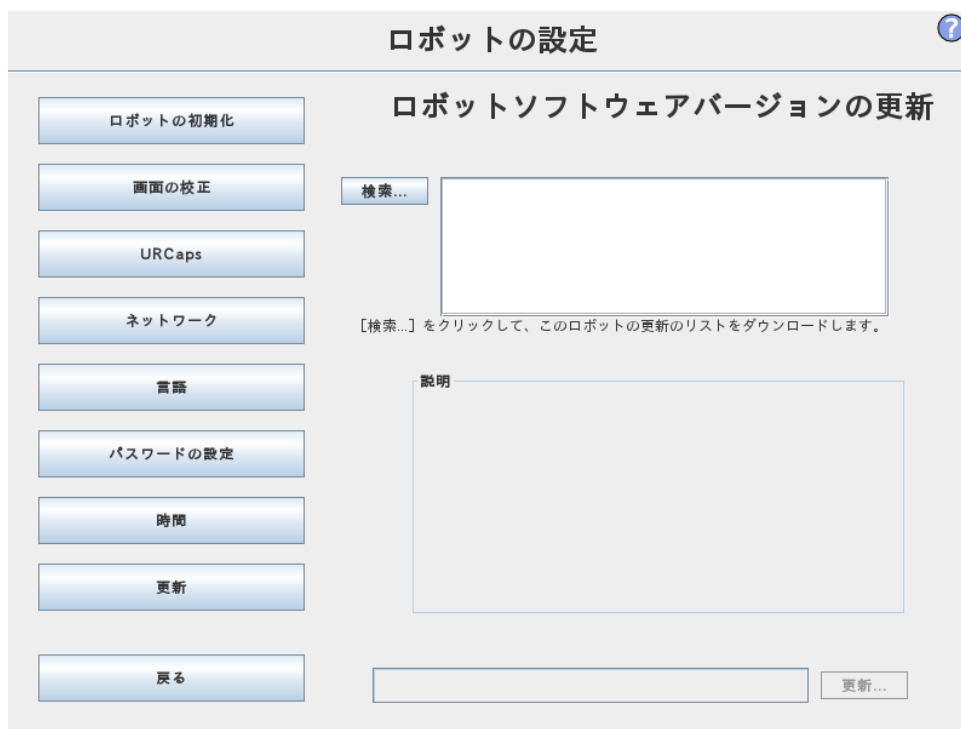 ロボットの設定
?
ロボットの初期化
画面の校正
URCaps
ネットワーク
言語
パスワードの設定
時間
更新
戻る
ロボットソフトウェアバージョンの更新
検索...
[検索...] をクリックして、このロボットの更新のリストをダウンロードします。
説明
更新...